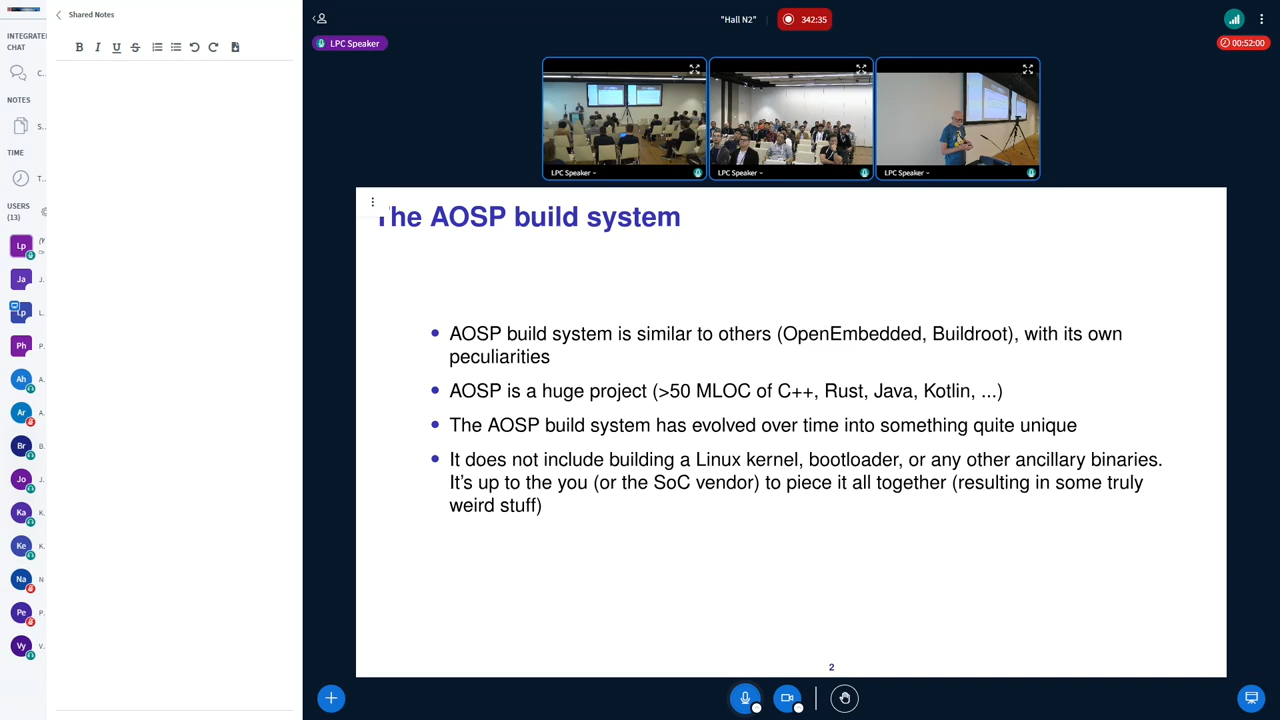 Shared Notes
INTEGRATE
CHAT
C..
NOTES
S..
TIME
T..
USERS
(13)
Lp
Ja
J.
Lp
L.
Ph
P.
Ah
A.
Ar
A.
Br
B.
Jo
J.
Ka
K.
Ke
K.
Na
N
Pe
P.
Vy
V.
B I U S
"Hall N2"
342:35
LPC Speaker
00:52:00
LPC Speaker
LPC Speaker
LPC Speaker
The AOSP build system
AOSP build system is similar to others (OpenEmbedded, Buildroot), with its own
peculiarities
AOSP is a huge project (>50 MLOC of C++, Rust, Java, Kotlin, ...)
The AOSP build system has evolved over time into something quite unique
It does not include building a Linux kernel, bootloader, or any other ancillary binaries.
It's up to the you (or the SoC vendor) to piece it all together (resulting in some truly
weird stuff)
2